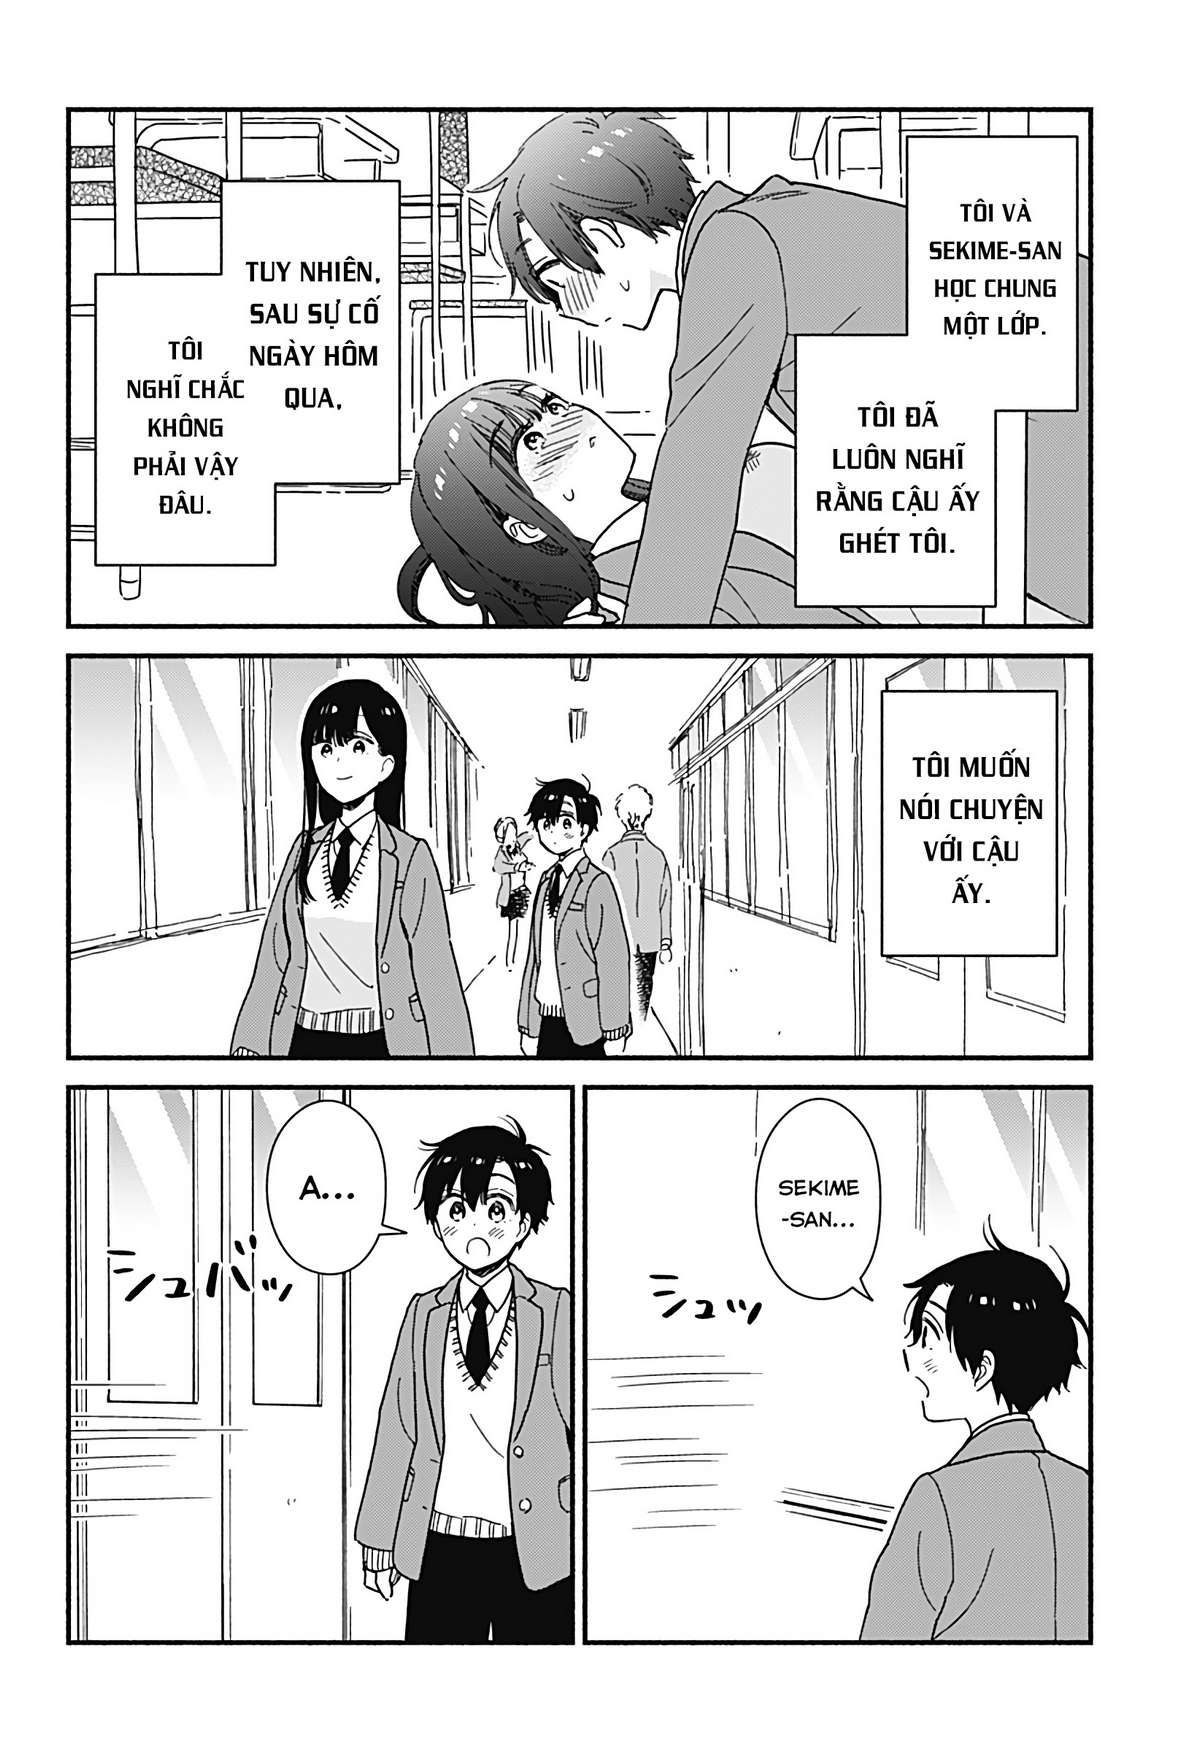 TÔI VÀ
SEKIME-SAN
HỌC CHUNG
MỘT LỚP.
TÔI ĐÃ
LUÔN NGHĨ
RẰNG CẬU ẤY
GHÉT TÔI.
TUY NHIÊN,
SAU SỰ CỐ
NGÀY HÔM
QUA,
TÔI
NGHĨ CHẮC
KHÔNG
PHẢI VẬY
ĐÂU.
TÔI MUỐN
NÓI CHUYỆN
VỚI CẬU
ẤY.
SEKIME
-SAN...
シュッ
A...
シュバッ